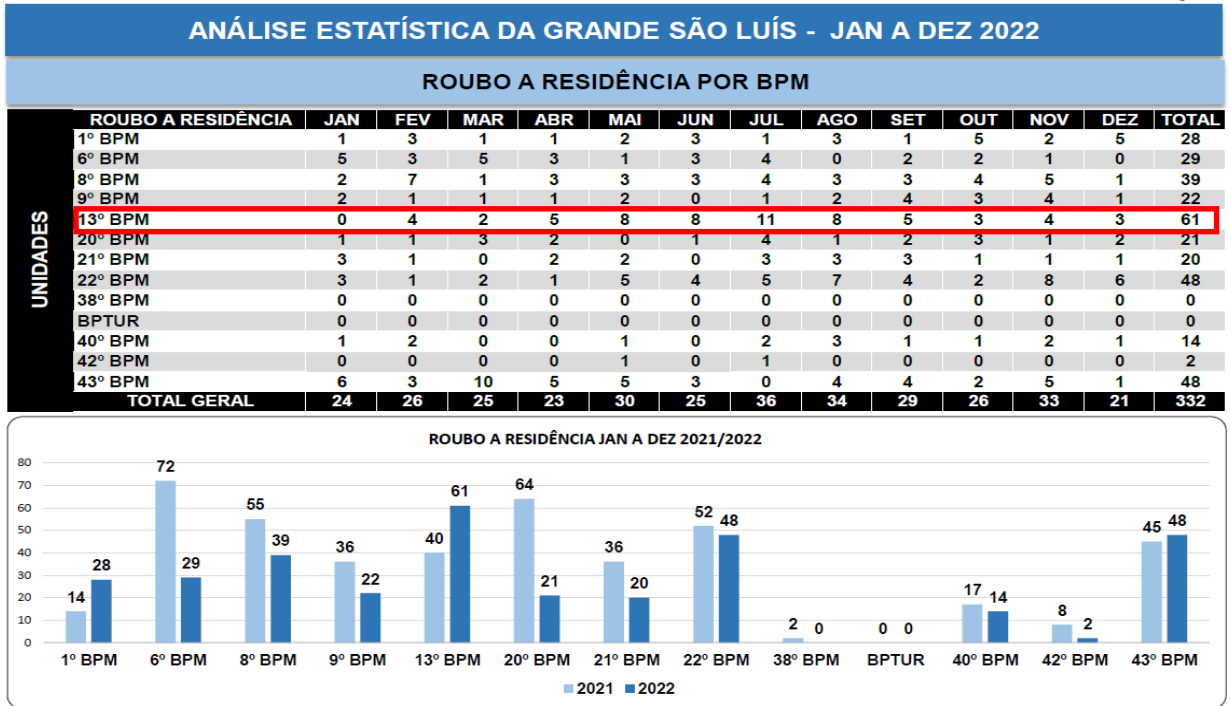 ANÁLISE ESTATÍSTICA DA GRANDE SÃO LUÍS - JAN A DEZ 2022
ROUBO A RESIDÊNCIA POR BPM
UNIDADES
ROUBO A RESIDÊNCIA JAN FEV MAR ABR MAI JUN JUL AGO SET OUT NOV DEZ TOTAL
1º BPM 1 3 1 1 2 3 1 3 1 5 2 5 28
6º BPM 5 3 5 3 1 3 4 0 2 2 1 0 29
8º BPM 2 7 1 3 3 3 4 3 3 4 5 1 39
9º BPM 2 1 1 1 2 0 1 2 4 3 4 1 22
13º BPM 0 4 2 5 8 8 11 8 5 3 4 3 61
20º BPM 1 1 3 2 0 1 4 1 2 3 1 2 21
21º BPM 3 1 0 2 2 0 3 3 3 1 1 1 20
22º BPM 3 1 2 1 5 4 5 7 4 2 8 6 48
38º BPM 0 0 0 0 0 0 0 0 0 0 0 0 0
BPTUR 0 0 0 0 0 0 0 0 0 0 0 0 0
40º BPM 1 2 0 0 1 0 2 3 1 1 2 1 14
42º BPM 0 0 0 0 1 0 1 0 0 0 0 0 2
43º BPM 6 3 10 5 5 3 0 4 4 2 5 1 48
TOTAL GERAL 24 26 25 23 30 25 36 34 29 26 33 21 332
ROUBO A RESIDÊNCIA JAN A DEZ 2021/2022
80
70
60
50
40
30
20
10
0
14 28
72 29
55 39
36 22
40 61
64 21
36 20
52 48
2 0
0 0
17 14
8 2
45 48
1º BPM 6º BPM 8º BPM 9º BPM 13º BPM 20º BPM 21º BPM 22º BPM 38º BPM BPTUR 40º BPM 42º BPM 43º BPM
2021 2022